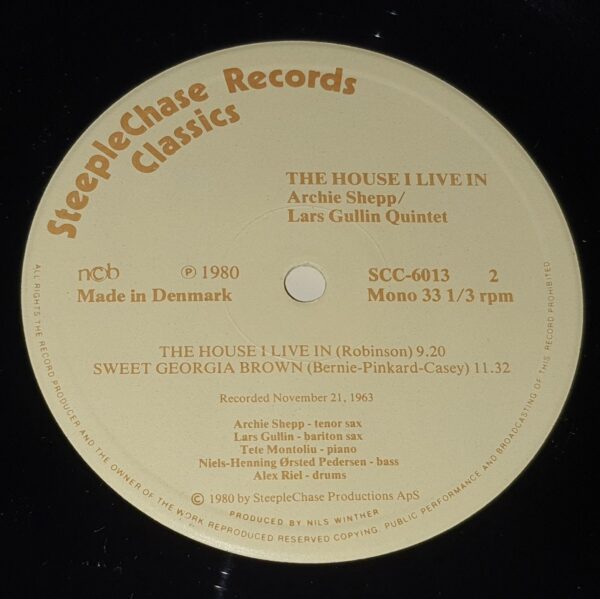 SteepleChase Records
Classics
THE HOUSE I LIVE IN
Archie Shepp/
Lars Gullin Quintet
ncb ℗ 1980 SCC-6013 2
Made in Denmark Mono 33 1/3 rpm
THE HOUSE I LIVE IN (Robinson) 9.20
SWEET GEORGIA BROWN (Bernie-Pinkard-Casey) 11.32
Recorded November 21, 1963
Archie Shepp - tenor sax
Lars Gullin - bariton sax
Tete Montoliu - piano
Niels-Henning Ørsted Pedersen - bass
Alex Riel - drums
© 1980 by SteepleChase Productions ApS
PRODUCED BY NILS WINTHER
ALL RIGHTS THE RECORD PRODUCER AND THE OWNER OF THE WORK REPRODUCED RESERVED COPYING, PUBLIC PERFORMANCE AND BROADCASTING OF THIS RECORD PROHIBITED